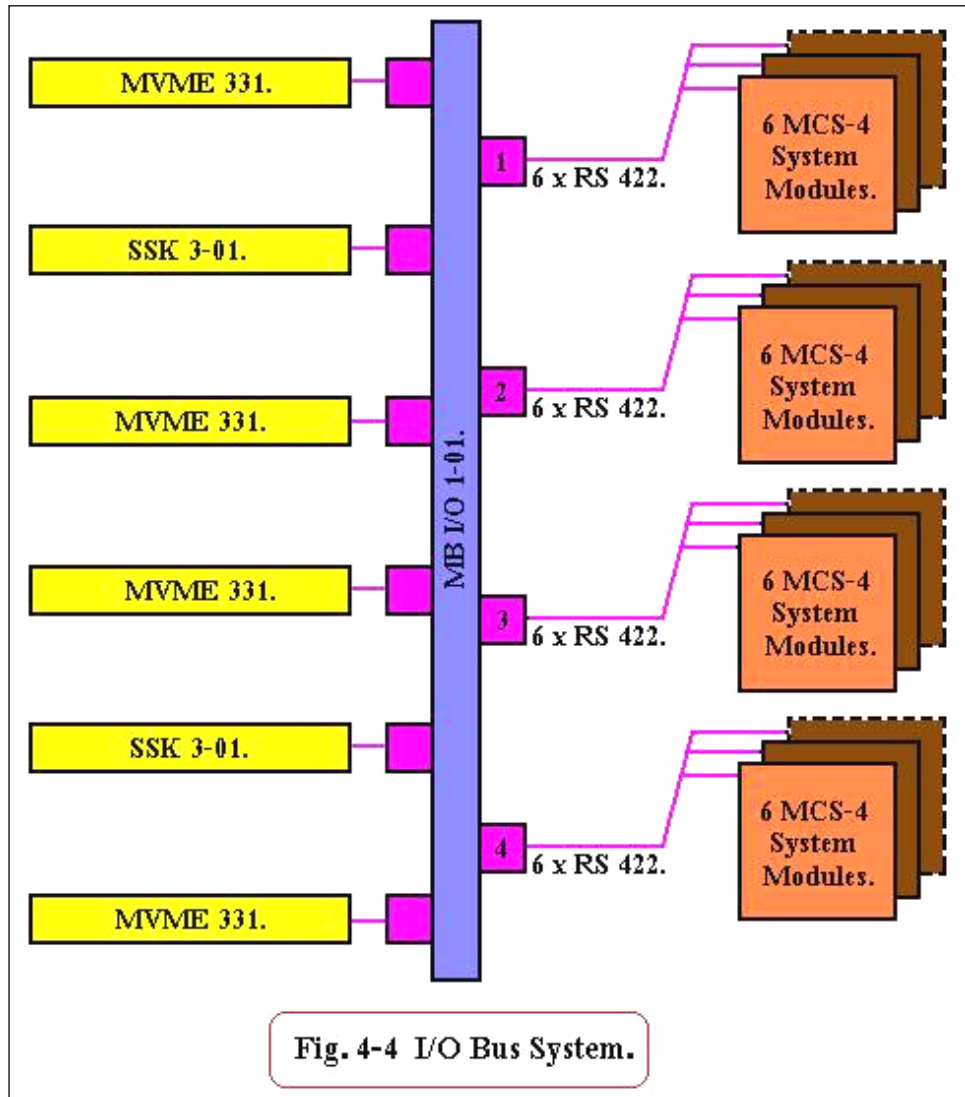 MVME 331.
SSK 3-01.
MVME 331.
MVME 331.
SSK 3-01.
MVME 331.
MB I/O 1-01.
1
6 x RS 422.
6 MCS-4
System
Modules.
2
6 x RS 422.
6 MCS-4
System
Modules.
3
6 x RS 422.
6 MCS-4
System
Modules.
4
6 x RS 422.
6 MCS-4
System
Modules.
Fig. 4-4 I/O Bus System.